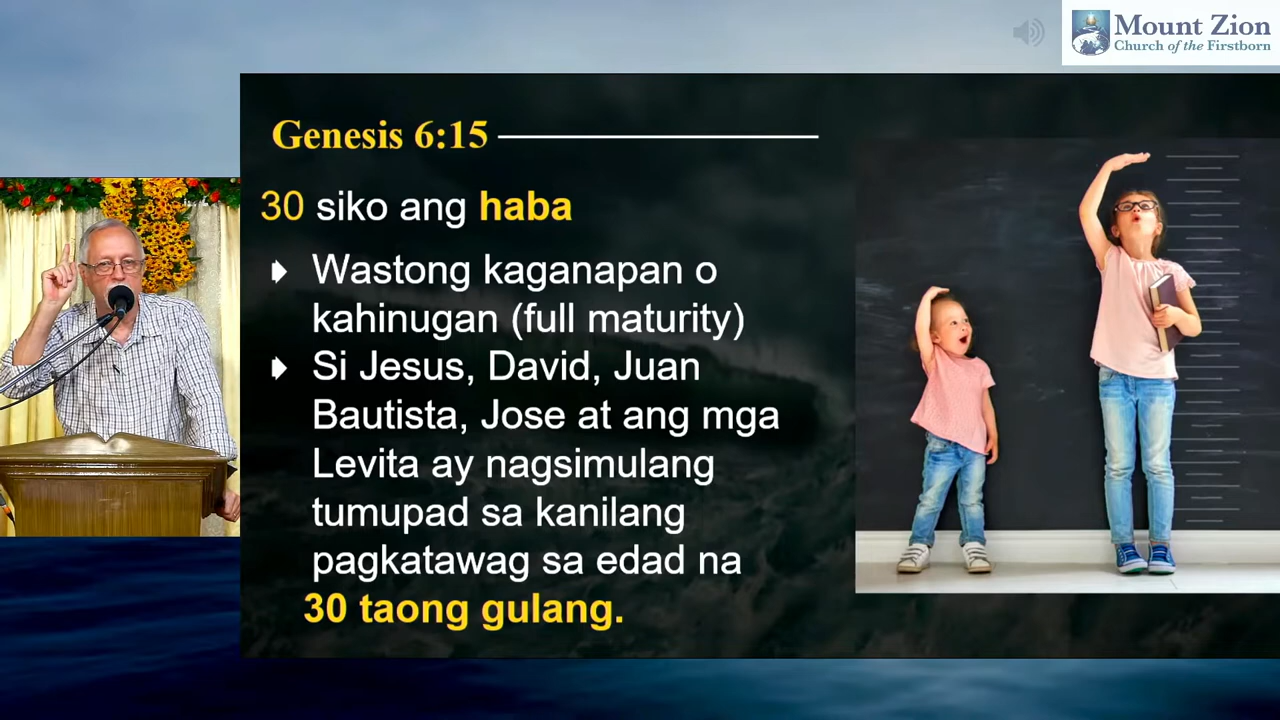 Mount Zion
Church of the Firstborn
Genesis 6:15
30 siko ang haba
Wastong kaganapan o
kahinugan (full maturity)
Si Jesus, David, Juan
Bautista, Jose at ang mga
Levita ay nagsimulang
tumupad sa kanilang
pagkatawag sa edad na
30 taong gulang.